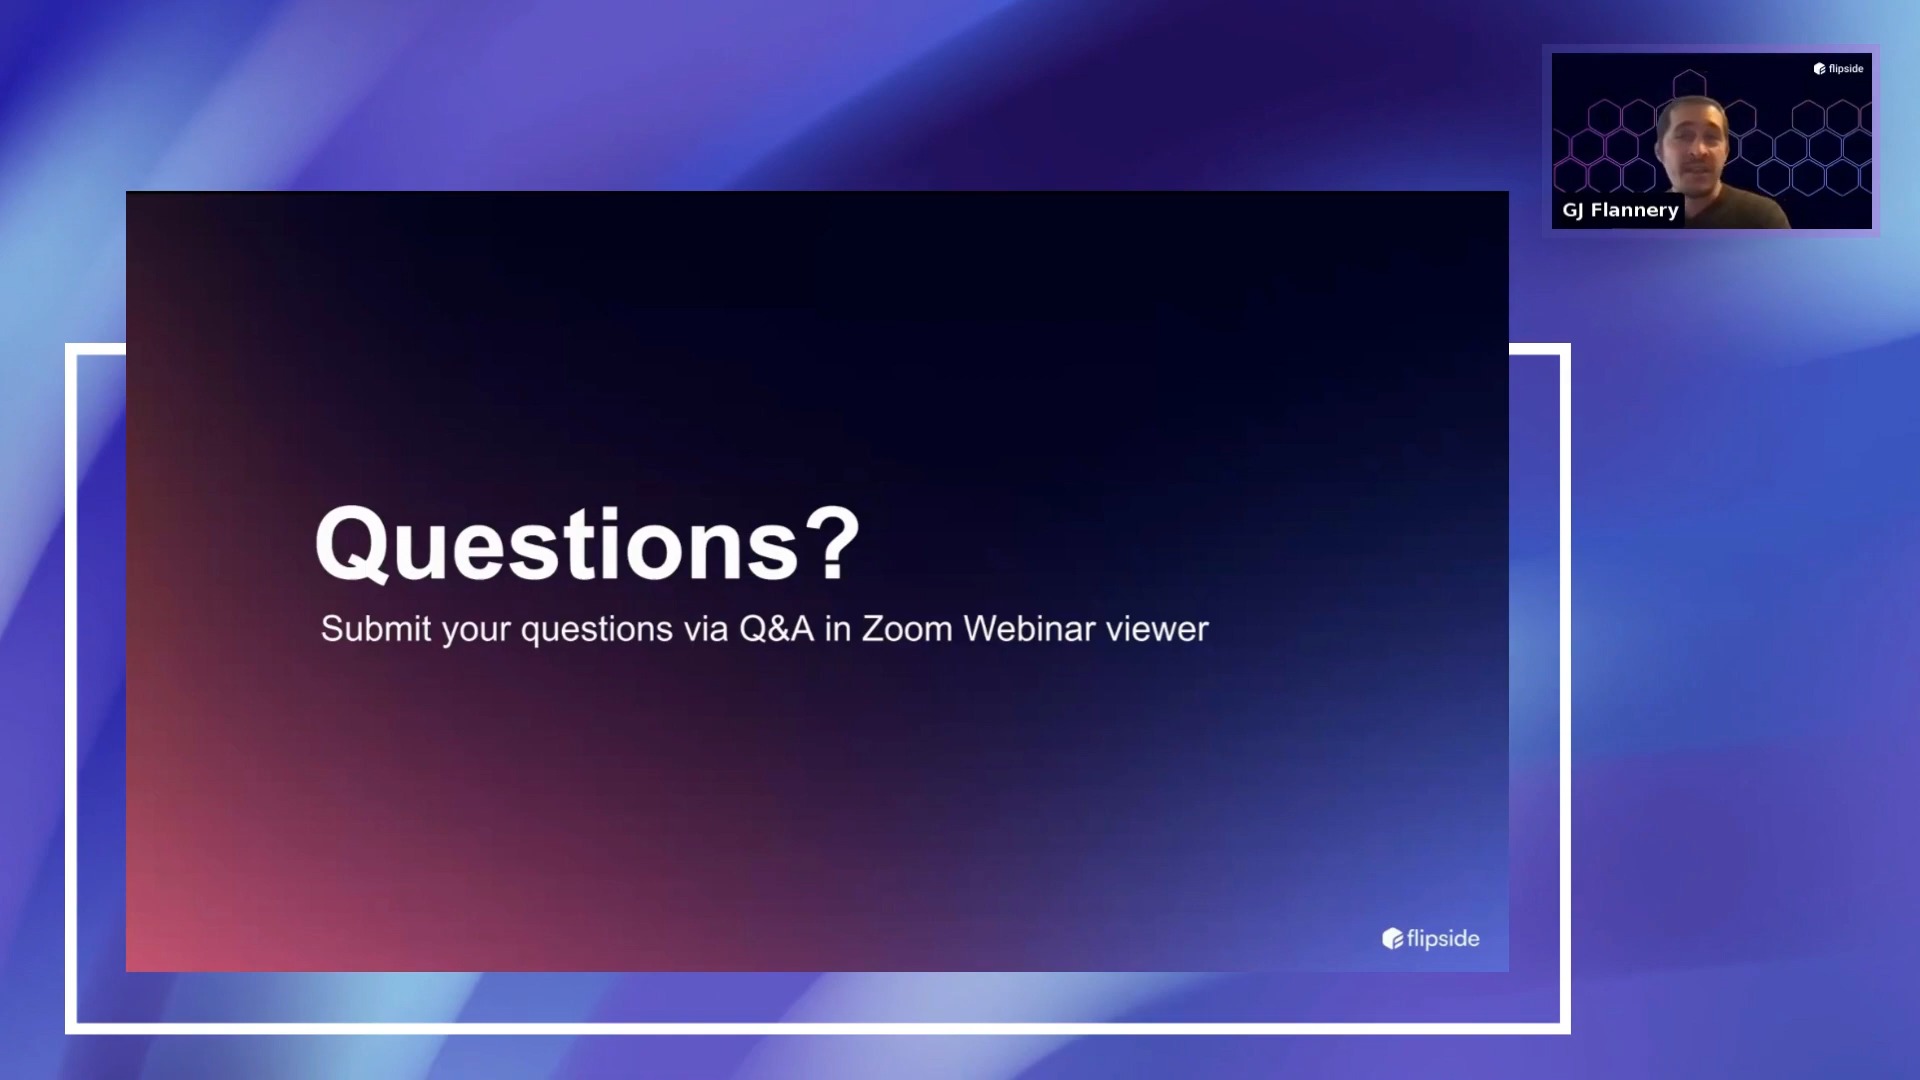 flipside
GJ Flannery
Questions?
Submit your questions via Q&A in Zoom Webinar viewer
flipside